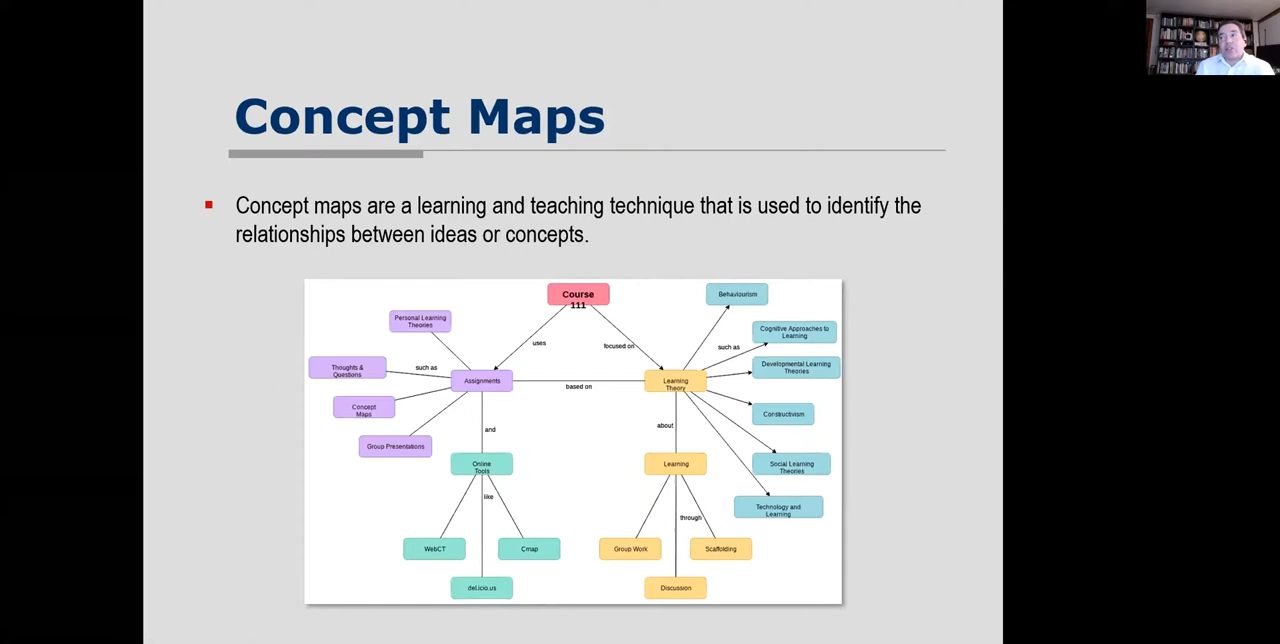 Concept Maps
Concept maps are a learning and teaching technique that is used to identify the
relationships between ideas or concepts.
Course
111
Behaviourism
Personal Learning
Theories
Cognitive Approaches to
Learning
uses
focused on
such as
Thoughts &
Questions
such as
Developmental Learning
Theories
Assignments
based on
Learning
Theory
Concept
Maps
Constructivism
and
about
Group Presentations
Online
Tools
Learning
Social Learning
Theories
like
through
Technology and
Learning
WebCT
Cmap
Group Work
Scaffolding
del.icio.us
Discussion